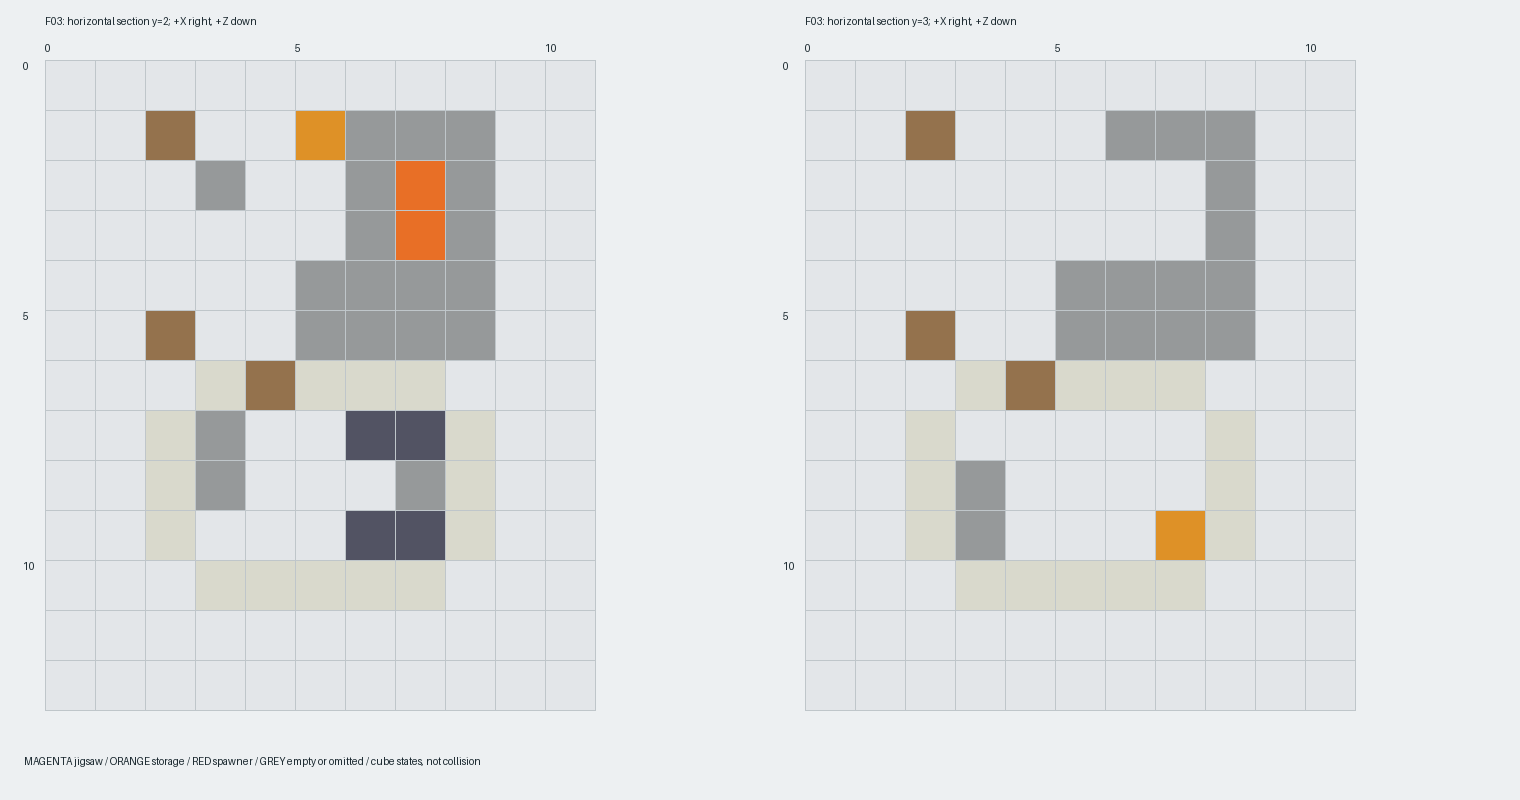 F03: horizontal section y=2; +X right, +Z down
F03: horizontal section y=3; +X right, +Z down
0 5 10
0 5 10
0
0
5
5
10
10
MAGENTA jigsaw / ORANGE storage / RED spawner / GREY empty or omitted / cube states, not collision